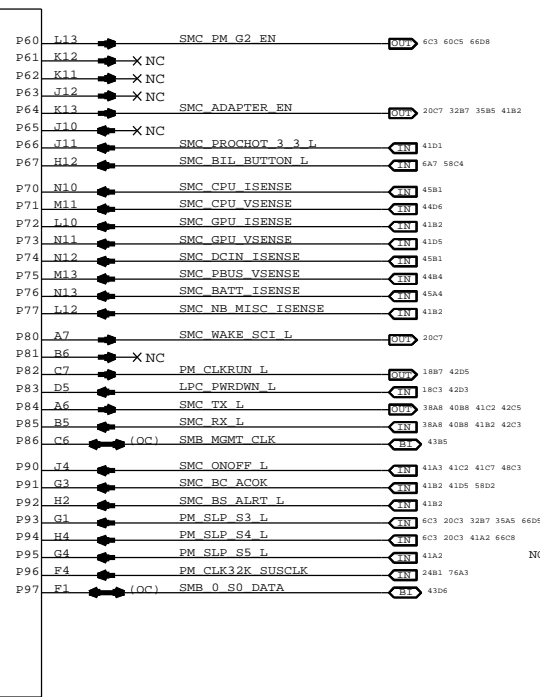 P60 L13 SMC_PM_G2_EN OUT 6C3 60C5 66D8
P61 K12 NC
P62 K11 NC
P63 J12 NC
P64 K13 SMC_ADAPTER_EN OUT 20C7 32B7 35B5 41B2
P65 J10 NC
P66 J11 SMC_PROCHOT_3_3_L IN 41D1
P67 H12 SMC_BIL_BUTTON_L IN 6A7 58C4
P70 N10 SMC_CPU_ISENSE IN 45B1
P71 M11 SMC_CPU_VSENSE IN 44D6
P72 L10 SMC_GPU_ISENSE IN 41B2
P73 N11 SMC_GPU_VSENSE IN 41D5
P74 N12 SMC_DCIN_ISENSE IN 45B1
P75 M13 SMC_PBUS_VSENSE IN 44B4
P76 N13 SMC_BATT_ISENSE IN 45A4
P77 L12 SMC_NB_MISC_ISENSE IN 41B2
P80 A7 SMC_WAKE_SCI_L OUT 20C7
P81 B6 NC
P82 C7 PM_CLKRUN_L OUT 18B7 42D5
P83 D5 LPC_PWRDWN_L IN 18C3 42D3
P84 A6 SMC_TX_L OUT 38A8 40B8 41C2 42C5
P85 B5 SMC_RX_L IN 38A8 40B8 41B2 42C3
P86 C6 (OC) SMB_MGMT_CLK BI 43B5
P90 J4 SMC_ONOFF_L IN 41A3 41C2 41C7 48C3
P91 G3 SMC_BC_ACOK IN 41B2 41D5 58D2
P92 H2 SMC_BS_ALRT_L IN 41B2
P93 G1 PM_SLP_S3_L IN 6C3 20C3 32B7 35A5 66D5
P94 H4 PM_SLP_S4_L IN 6C3 20C3 41A2 66C8
P95 G4 PM_SLP_S5_L IN 41A2
P96 F4 PM_CLK32K_SUSCLK IN 24B1 76A3
P97 F1 (OC) SMB_0_S0_DATA BI 43D6